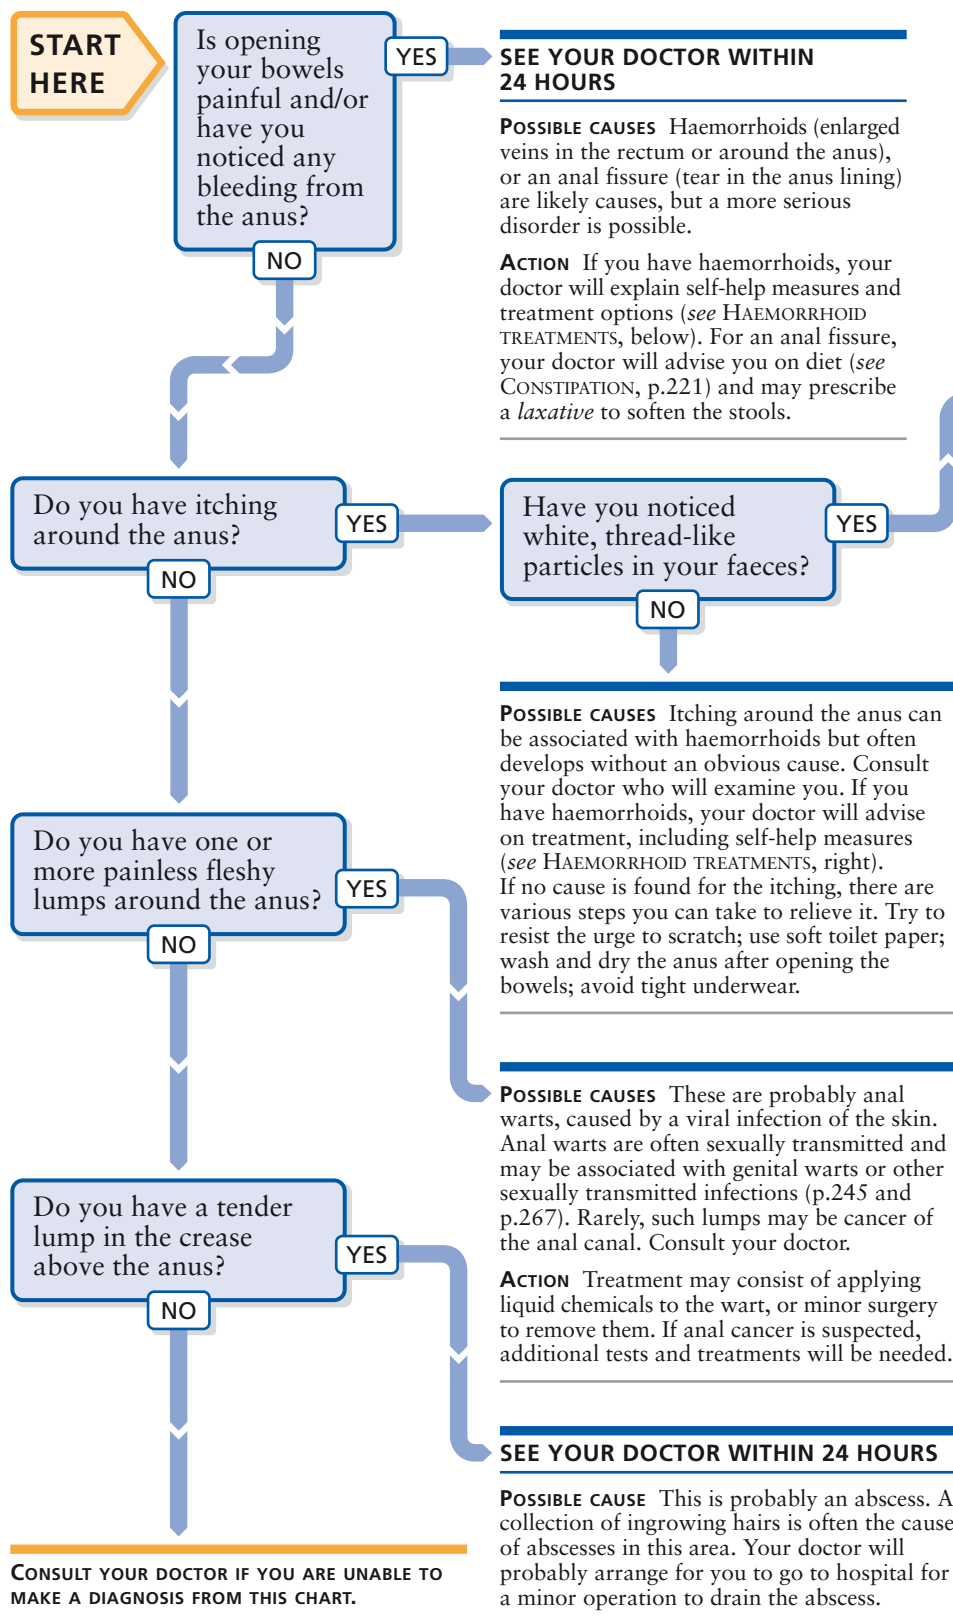 START
HERE
Is opening
your bowels
painful and/or
have you
noticed any
bleeding from
the anus?
YES
NO
SEE YOUR DOCTOR WITHIN
24 HOURS
POSSIBLE CAUSES Haemorrhoids (enlarged
veins in the rectum or around the anus),
or an anal fissure (tear in the anus lining)
are likely causes, but a more serious
disorder is possible.
ACTION If you have haemorrhoids, your
doctor will explain self-help measures and
treatment options (see HAEMORRHOID
TREATMENTS, below). For an anal fissure,
your doctor will advise you on diet (see
CONSTIPATION, p.221) and may prescribe
a laxative to soften the stools.
Do you have itching
around the anus?
YES
NO
Have you noticed
white, thread-like
particles in your faeces?
YES
NO
POSSIBLE CAUSES Itching around the anus can
be associated with haemorrhoids but often
develops without an obvious cause. Consult
your doctor who will examine you. If you
have haemorrhoids, your doctor will advise
on treatment, including self-help measures
(see HAEMORRHOID TREATMENTS, right).
If no cause is found for the itching, there are
various steps you can take to relieve it. Try to
resist the urge to scratch; use soft toilet paper;
wash and dry the anus after opening the
bowels; avoid tight underwear.
Do you have one or
more painless fleshy
lumps around the anus?
YES
NO
POSSIBLE CAUSES These are probably anal
warts, caused by a viral infection of the skin.
Anal warts are often sexually transmitted and
may be associated with genital warts or other
sexually transmitted infections (p.245 and
p.267). Rarely, such lumps may be cancer of
the anal canal. Consult your doctor.
ACTION Treatment may consist of applying
liquid chemicals to the wart, or minor surgery
to remove them. If anal cancer is suspected,
additional tests and treatments will be needed.
Do you have a tender
lump in the crease
above the anus?
YES
NO
SEE YOUR DOCTOR WITHIN 24 HOURS
POSSIBLE CAUSE This is probably an abscess. A
collection of ingrowing hairs is often the cause
of abscesses in this area. Your doctor will
probably arrange for you to go to hospital for
a minor operation to drain the abscess.
CONSULT YOUR DOCTOR IF YOU ARE UNABLE TO
MAKE A DIAGNOSIS FROM THIS CHART.